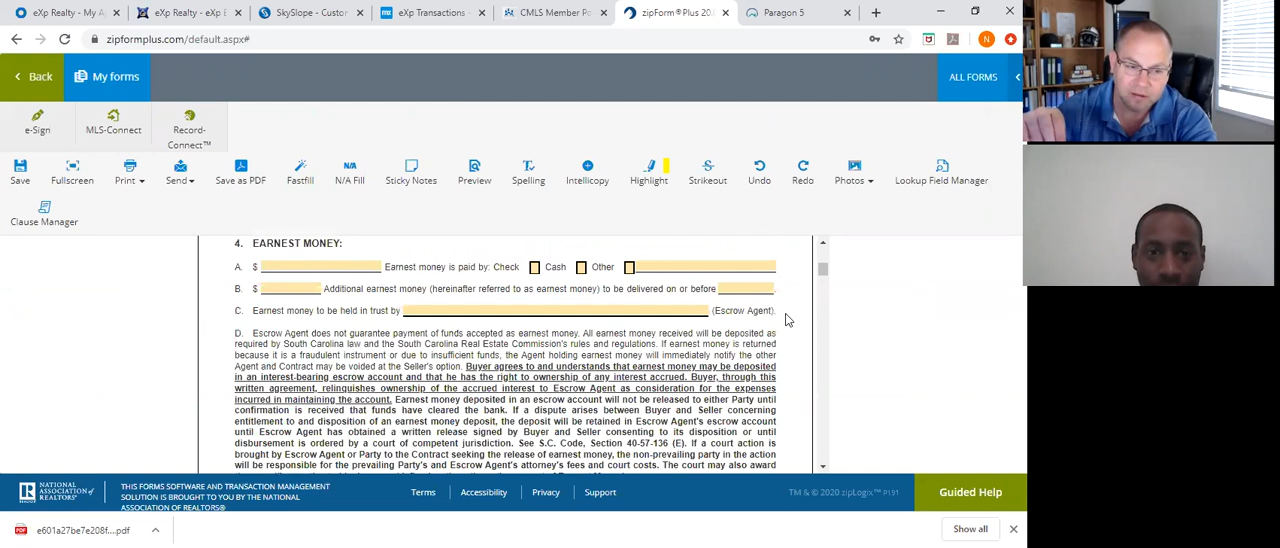 eXp Realty - My A
eXp Realty - eXp E
SkySlope - Custom
eXp Transactions -
CMLS Member Po
zipForm® Plus 202
Paragon 5
zipformplus.com/default.aspx#
N
Back
My forms
ALL FORMS
e-Sign
MLS-Connect
Record-
Connect™
Save
Fullscreen
Print
Send
Save as PDF
Fastfill
N/A
N/A Fill
Sticky Notes
Preview
Spelling
Intellicopy
Highlight
Strikeout
Undo
Redo
Photos
Lookup Field Manager
Clause Manager
4. EARNEST MONEY:
A. $ Earnest money is paid by: Check Cash Other
B. $ Additional earnest money (hereinafter referred to as earnest money) to be delivered on or before .
C. Earnest money to be held in trust by (Escrow Agent).
D. Escrow Agent does not guarantee payment of funds accepted as earnest money. All earnest money received will be deposited as
required by South Carolina law and the South Carolina Real Estate Commission's rules and regulations. If earnest money is returned
because it is a fraudulent instrument or due to insufficient funds, the Agent holding earnest money will immediately notify the other
Agent and Contract may be voided at the Seller's option. Buyer agrees to and understands that earnest money may be deposited
in an interest-bearing escrow account and that he has the right to ownership of any interest accrued. Buyer, through this
written agreement, relinquishes ownership of the accrued interest to Escrow Agent as consideration for the expenses
incurred in maintaining the account. Earnest money deposited in an escrow account will not be released to either Party until
confirmation is received that funds have cleared the bank. If a dispute arises between Buyer and Seller concerning
entitlement to and disposition of an earnest money deposit, the deposit will be retained in Escrow Agent's escrow account
until Escrow Agent has obtained a written release signed by Buyer and Seller consenting to its disposition or until
disbursement is ordered by a court of competent jurisdiction. See S.C. Code, Section 40-57-136 (E). If a court action is
brought by Escrow Agent or Party to the Contract seeking the release of earnest money, the non-prevailing party in the action
will be responsible for the prevailing Party's and Escrow Agent's attorney's fees and court costs. The court may also award
NATIONAL
ASSOCIATION of
REALTORS®
THIS FORMS SOFTWARE AND TRANSACTION MANAGEMENT
SOLUTION IS BROUGHT TO YOU BY THE NATIONAL
ASSOCIATION OF REALTORS®
Terms
Accessibility
Privacy
Support
TM & © 2020 zipLogix™ P191
Guided Help
e601a27be7e208f....pdf
Show all